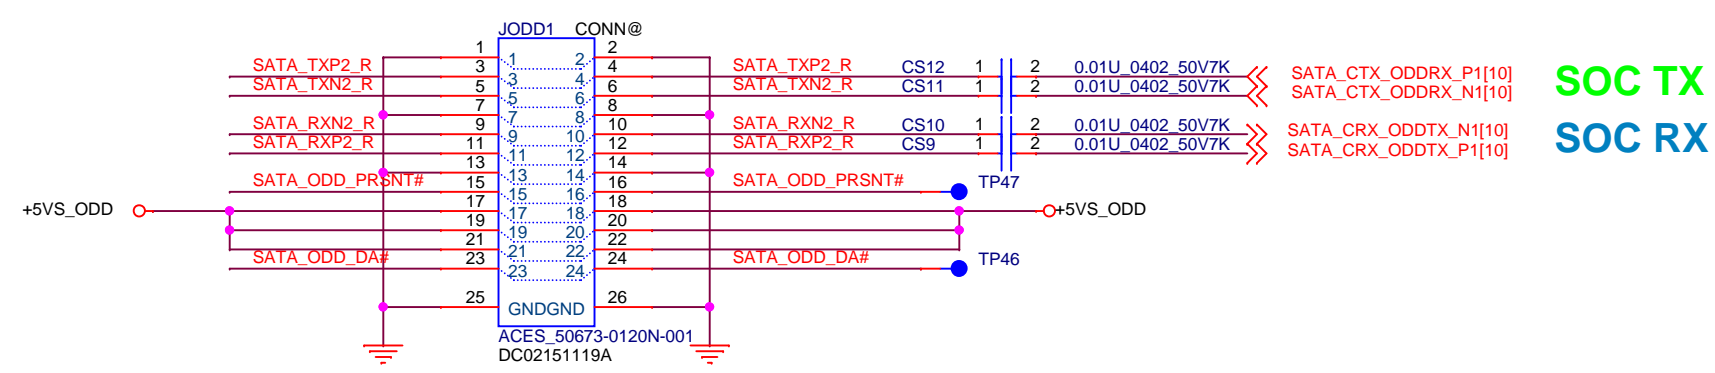 JODD1 CONN@
1 1 2 2
SATA_TXP2_R 3 3 4 4 SATA_TXP2_R CS12 1 2 0.01U_0402_50V7K SATA_CTX_ODDRX_P1[10]
SATA_TXN2_R 5 5 6 6 SATA_TXN2_R CS11 1 2 0.01U_0402_50V7K SATA_CTX_ODDRX_N1[10]
SOC TX
7 7 8 8
SATA_RXN2_R 9 9 10 10 SATA_RXN2_R CS10 1 2 0.01U_0402_50V7K SATA_CRX_ODDTX_N1[10]
SATA_RXP2_R 11 11 12 12 SATA_RXP2_R CS9 1 2 0.01U_0402_50V7K SATA_CRX_ODDTX_P1[10]
SOC RX
13 13 14 14
SATA_ODD_PRSNT# 15 15 16 16 SATA_ODD_PRSNT# TP47
+5VS_ODD 17 17 18 18 +5VS_ODD
19 19 20 20
21 21 22 22
SATA_ODD_DA# 23 23 24 24 SATA_ODD_DA# TP46
25 GNDGND 26
ACES_50673-0120N-001
DC02151119A